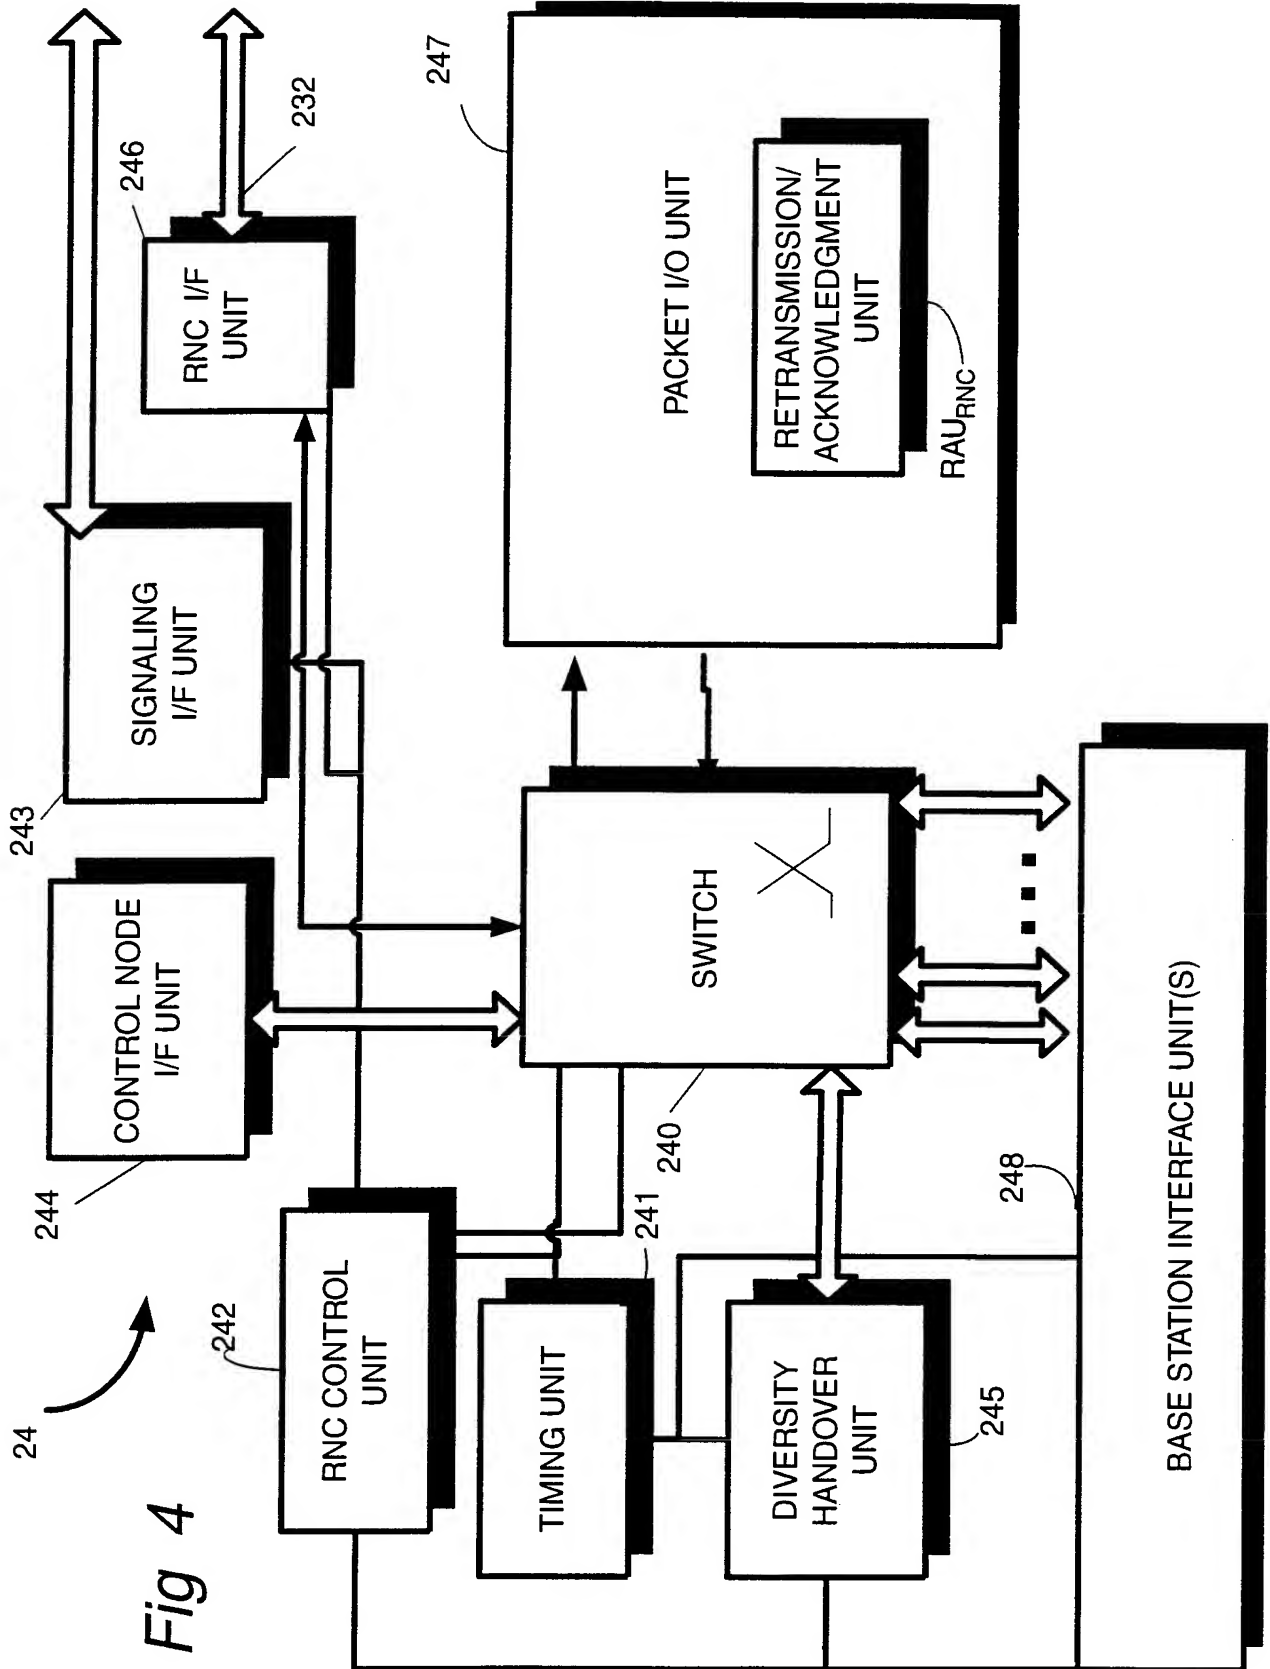 Fig 4
24
244
CONTROL NODE
I/F UNIT
243
SIGNALING
I/F UNIT
246
RNC I/F
UNIT
232
242
RNC CONTROL
UNIT
TIMING UNIT
241
240
SWITCH
247
PACKET I/O UNIT
RETRANSMISSION/
ACKNOWLEDGMENT
UNIT
RAURNC
DIVERSITY
HANDOVER
UNIT
245
248
BASE STATION INTERFACE UNIT(S)